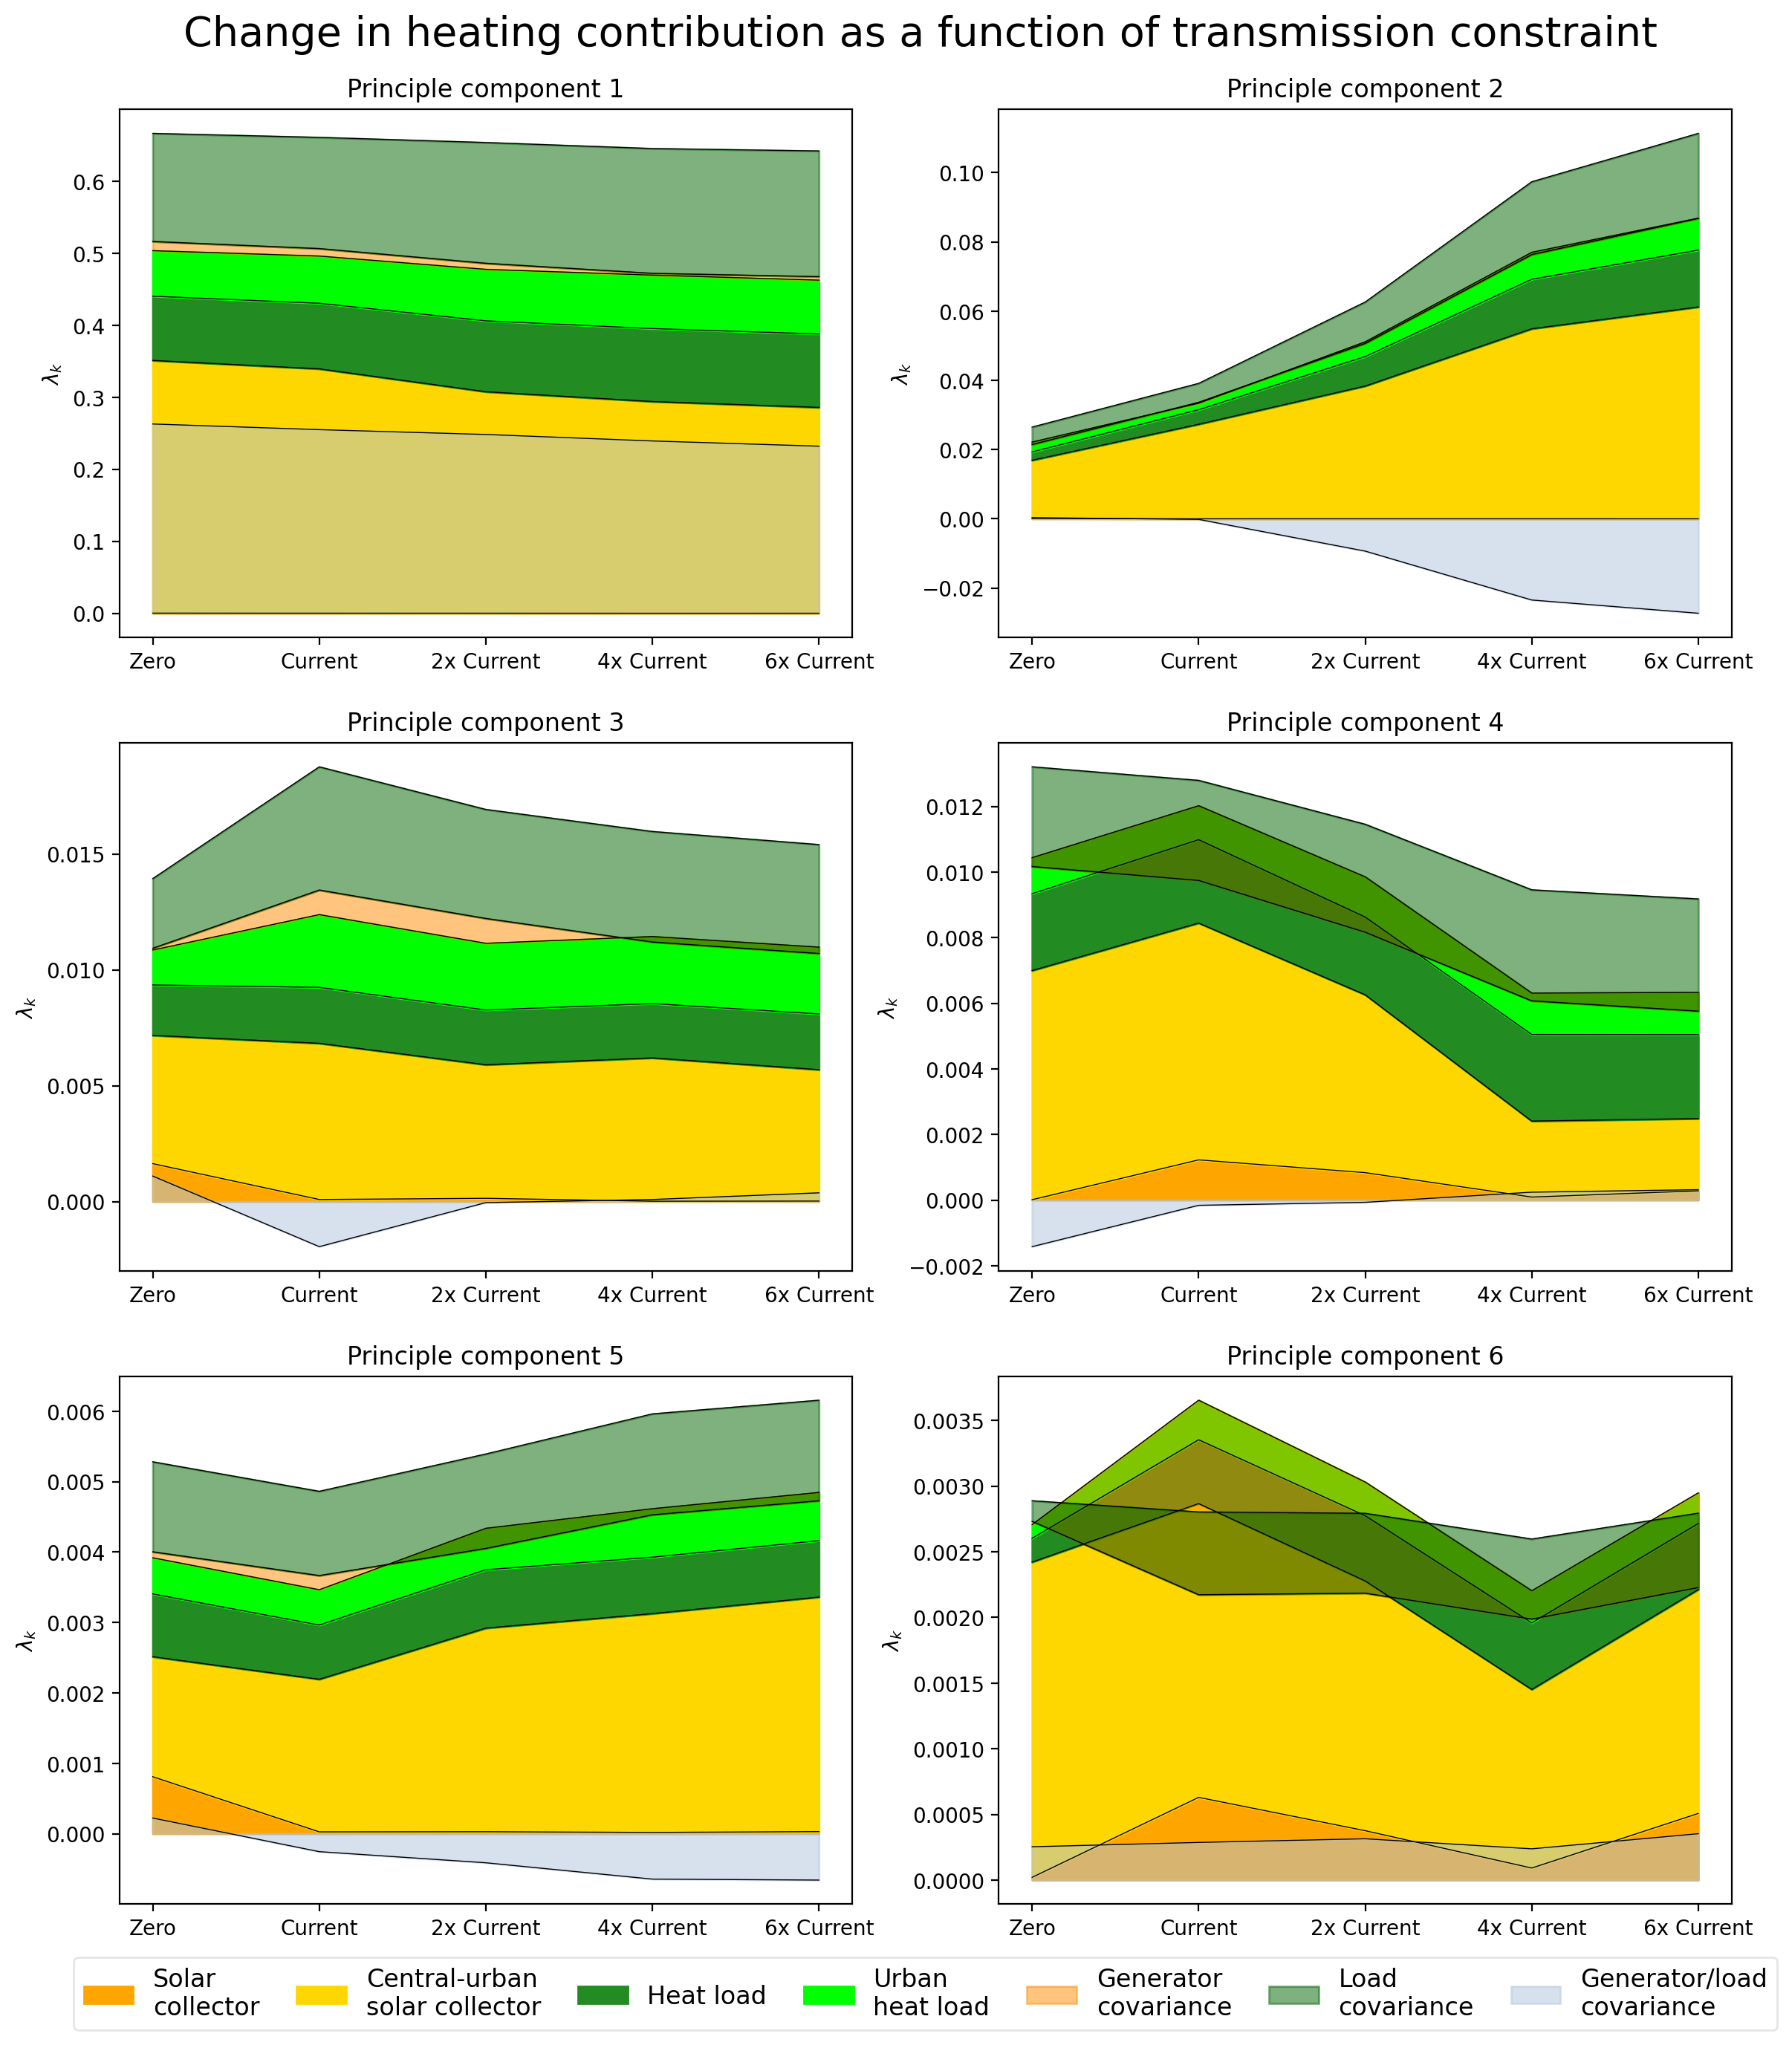 Change in heating contribution as a function of transmission constraint
Principle component 1
λk
0.6
0.5
0.4
0.3
0.2
0.1
0.0
Zero
Current
2x Current
4x Current
6x Current
Principle component 2
λk
0.10
0.08
0.06
0.04
0.02
0.00
−0.02
Zero
Current
2x Current
4x Current
6x Current
Principle component 3
λk
0.015
0.010
0.005
0.000
Zero
Current
2x Current
4x Current
6x Current
Principle component 4
λk
0.012
0.010
0.008
0.006
0.004
0.002
0.000
−0.002
Zero
Current
2x Current
4x Current
6x Current
Principle component 5
λk
0.006
0.005
0.004
0.003
0.002
0.001
0.000
Zero
Current
2x Current
4x Current
6x Current
Principle component 6
λk
0.0035
0.0030
0.0025
0.0020
0.0015
0.0010
0.0005
0.0000
Zero
Current
2x Current
4x Current
6x Current
Solar
collector
Central-urban
solar collector
Heat load
Urban
heat load
Generator
covariance
Load
covariance
Generator/load
covariance